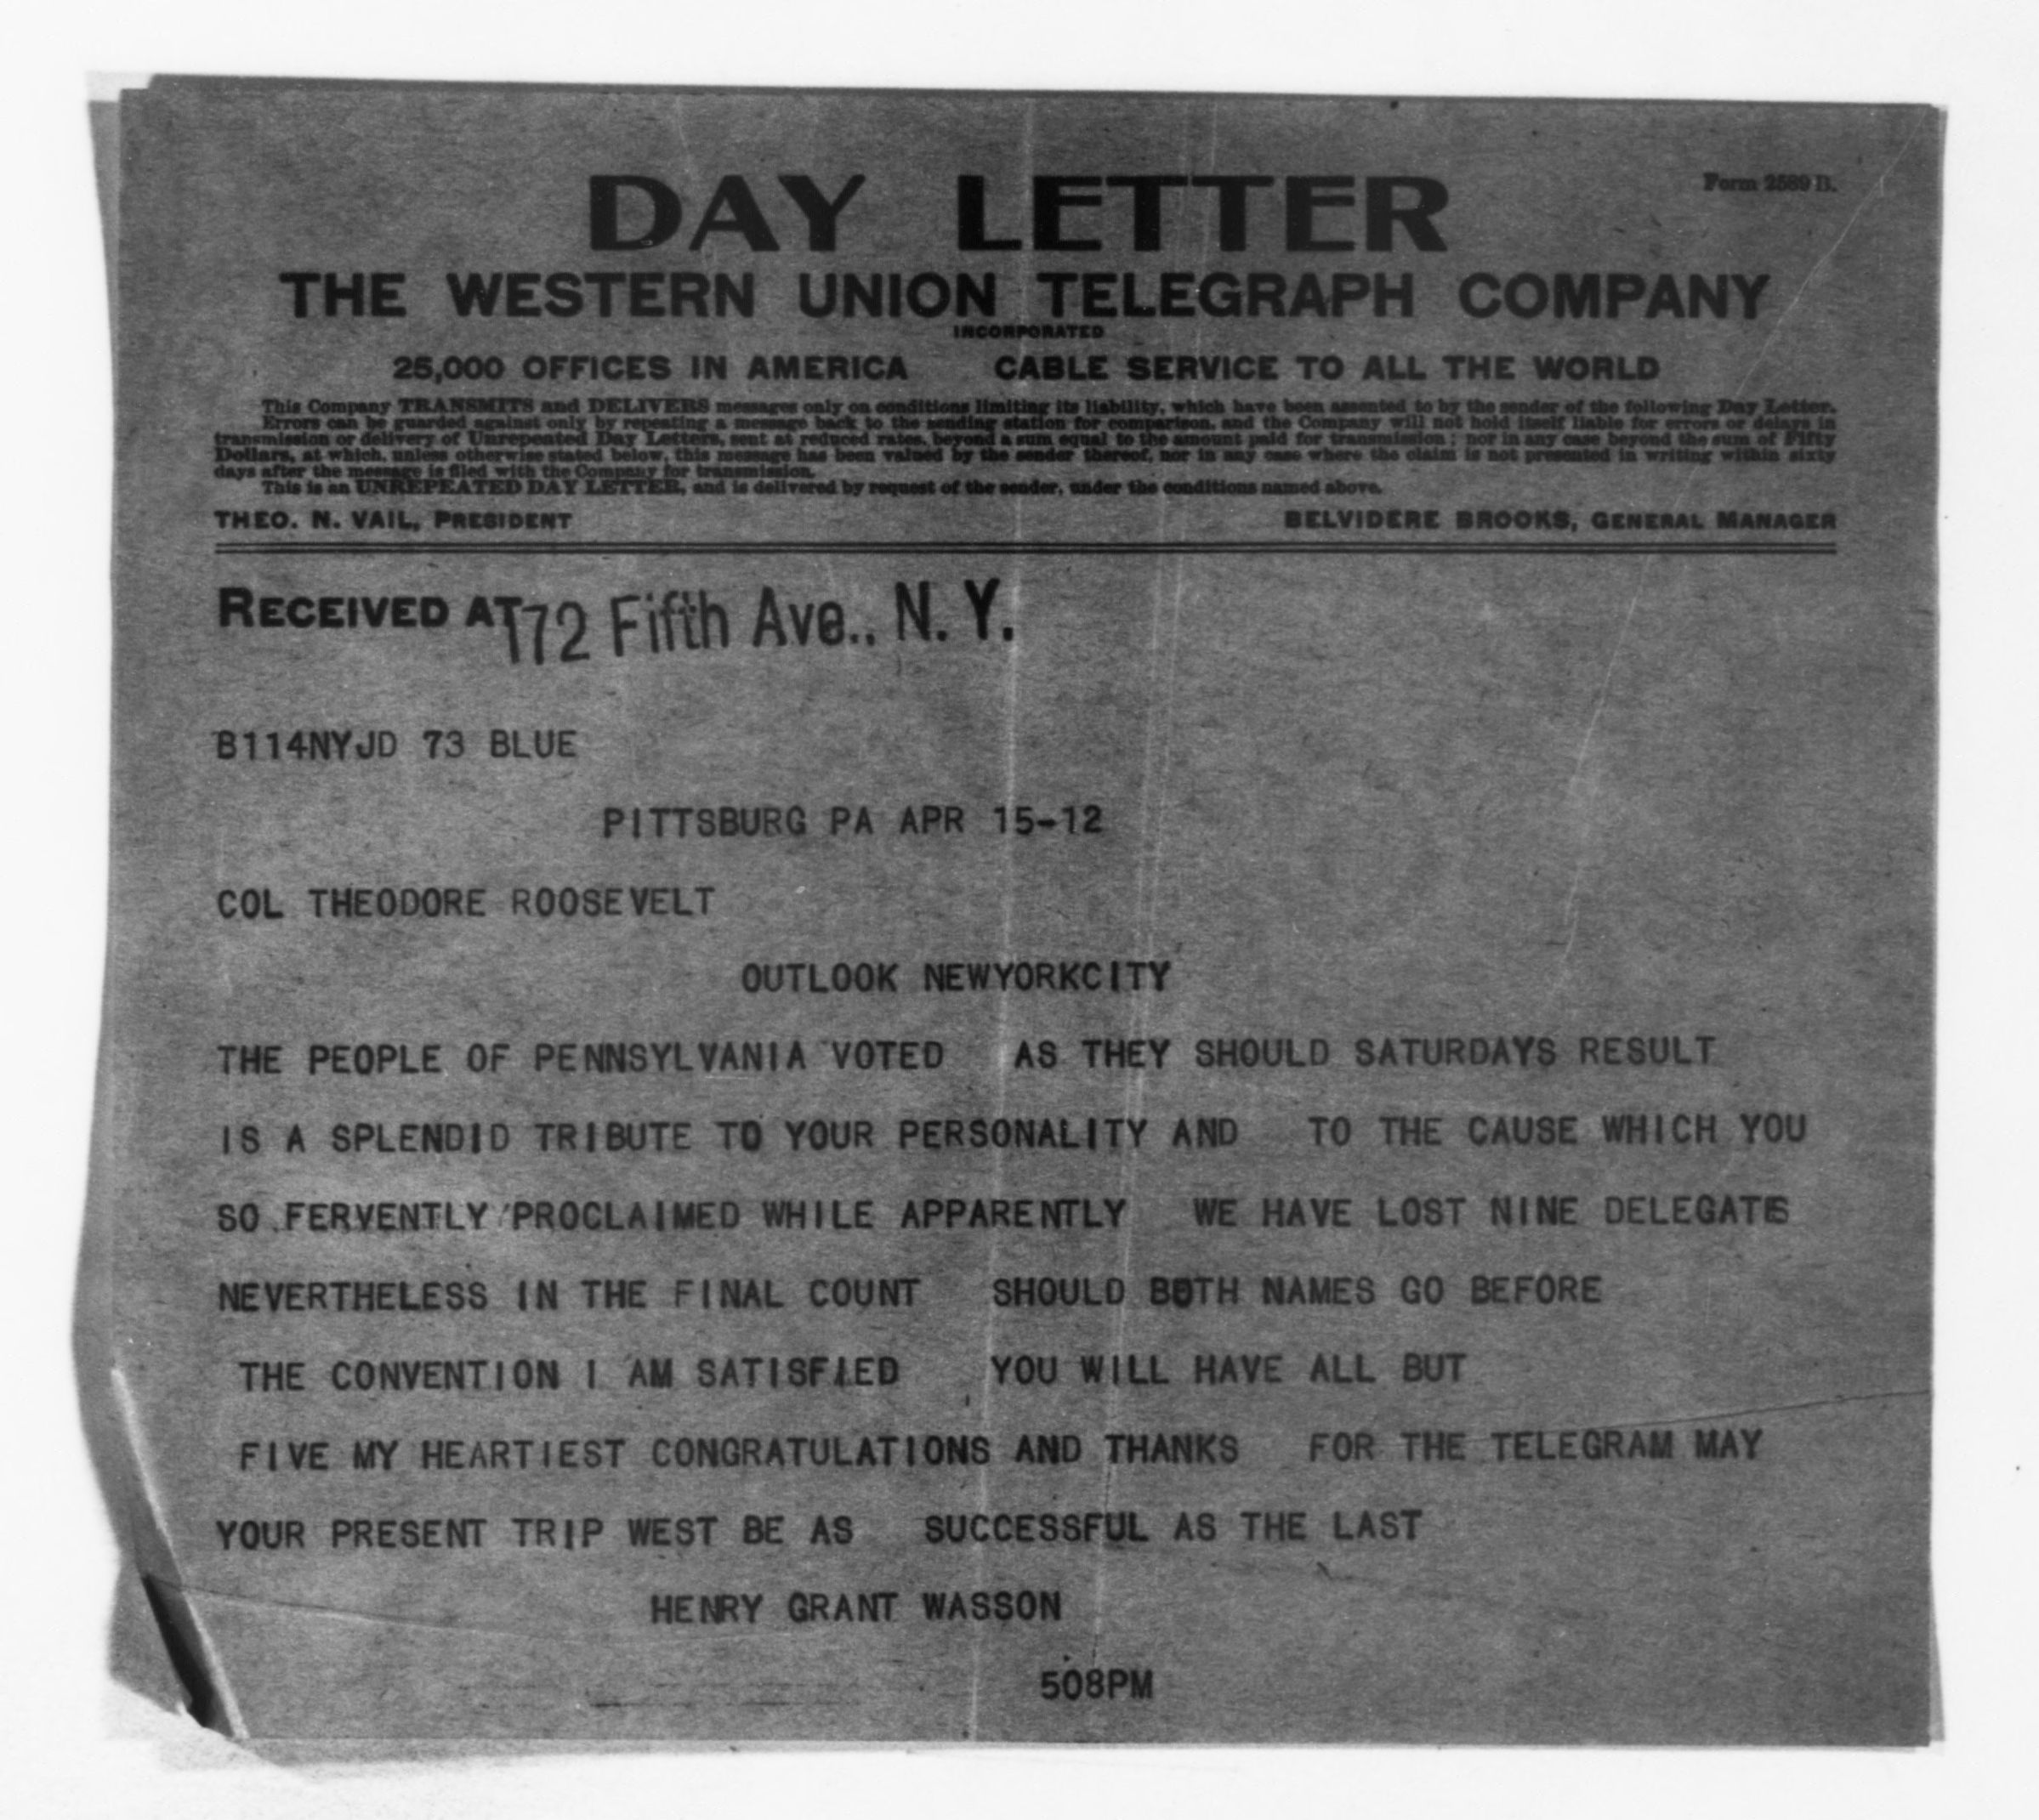 Form 2589 B.
DAY LETTER
THE WESTERN UNION TELEGRAPH COMPANY
INCORPORATED
25,000 OFFICES IN AMERICA CABLE SERVICE TO ALL THE WORLD
This Company TRANSMITS and DELIVERS messages only on conditions limiting its liability, which have been assented to by the sender of the following Day Letter.
Errors can be guarded against only by repeating a message back to the sending station for comparison, and the Company will not hold itself liable for errors or delays in
transmission or delivery of Unrepeated Day Letters, sent at reduced rates, beyond a sum equal to the amount paid for transmission; nor in any case beyond the sum of Fifty
Dollars, at which, unless otherwise stated below, this message has been valued by the sender thereof, nor in any case where the claim is not presented in writing within sixty
days after the message is filed with the Company for transmission.
This is an UNREPEATED DAY LETTER, and is delivered by request of the sender, under the conditions named above.
THEO. N. VAIL, PRESIDENT BELVIDERE BROOKS, GENERAL MANAGER
RECEIVED AT 172 Fifth Ave., N. Y.
B114NYJD 73 BLUE
PITTSBURG PA APR 15-12
COL THEODORE ROOSEVELT
OUTLOOK NEWYORKCITY
THE PEOPLE OF PENNSYLVANIA VOTED AS THEY SHOULD SATURDAYS RESULT
IS A SPLENDID TRIBUTE TO YOUR PERSONALITY AND TO THE CAUSE WHICH YOU
SO FERVENTLY PROCLAIMED WHILE APPARENTLY WE HAVE LOST NINE DELEGATES
NEVERTHELESS IN THE FINAL COUNT SHOULD BOTH NAMES GO BEFORE
THE CONVENTION I AM SATISFIED YOU WILL HAVE ALL BUT
FIVE MY HEARTIEST CONGRATULATIONS AND THANKS FOR THE TELEGRAM MAY
YOUR PRESENT TRIP WEST BE AS SUCCESSFUL AS THE LAST
HENRY GRANT WASSON
508PM